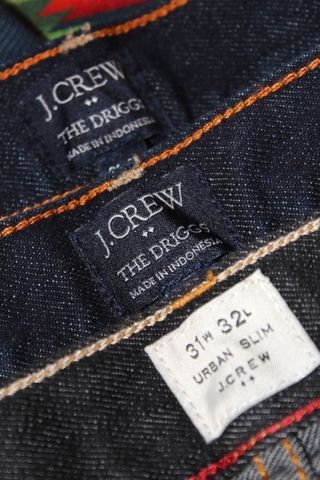 J.CREW
THE DRIGGS
MADE IN INDONESIA
J.CREW
THE DRIGGS
MADE IN INDONESIA
31W 32L
URBAN SLIM
J.CREW